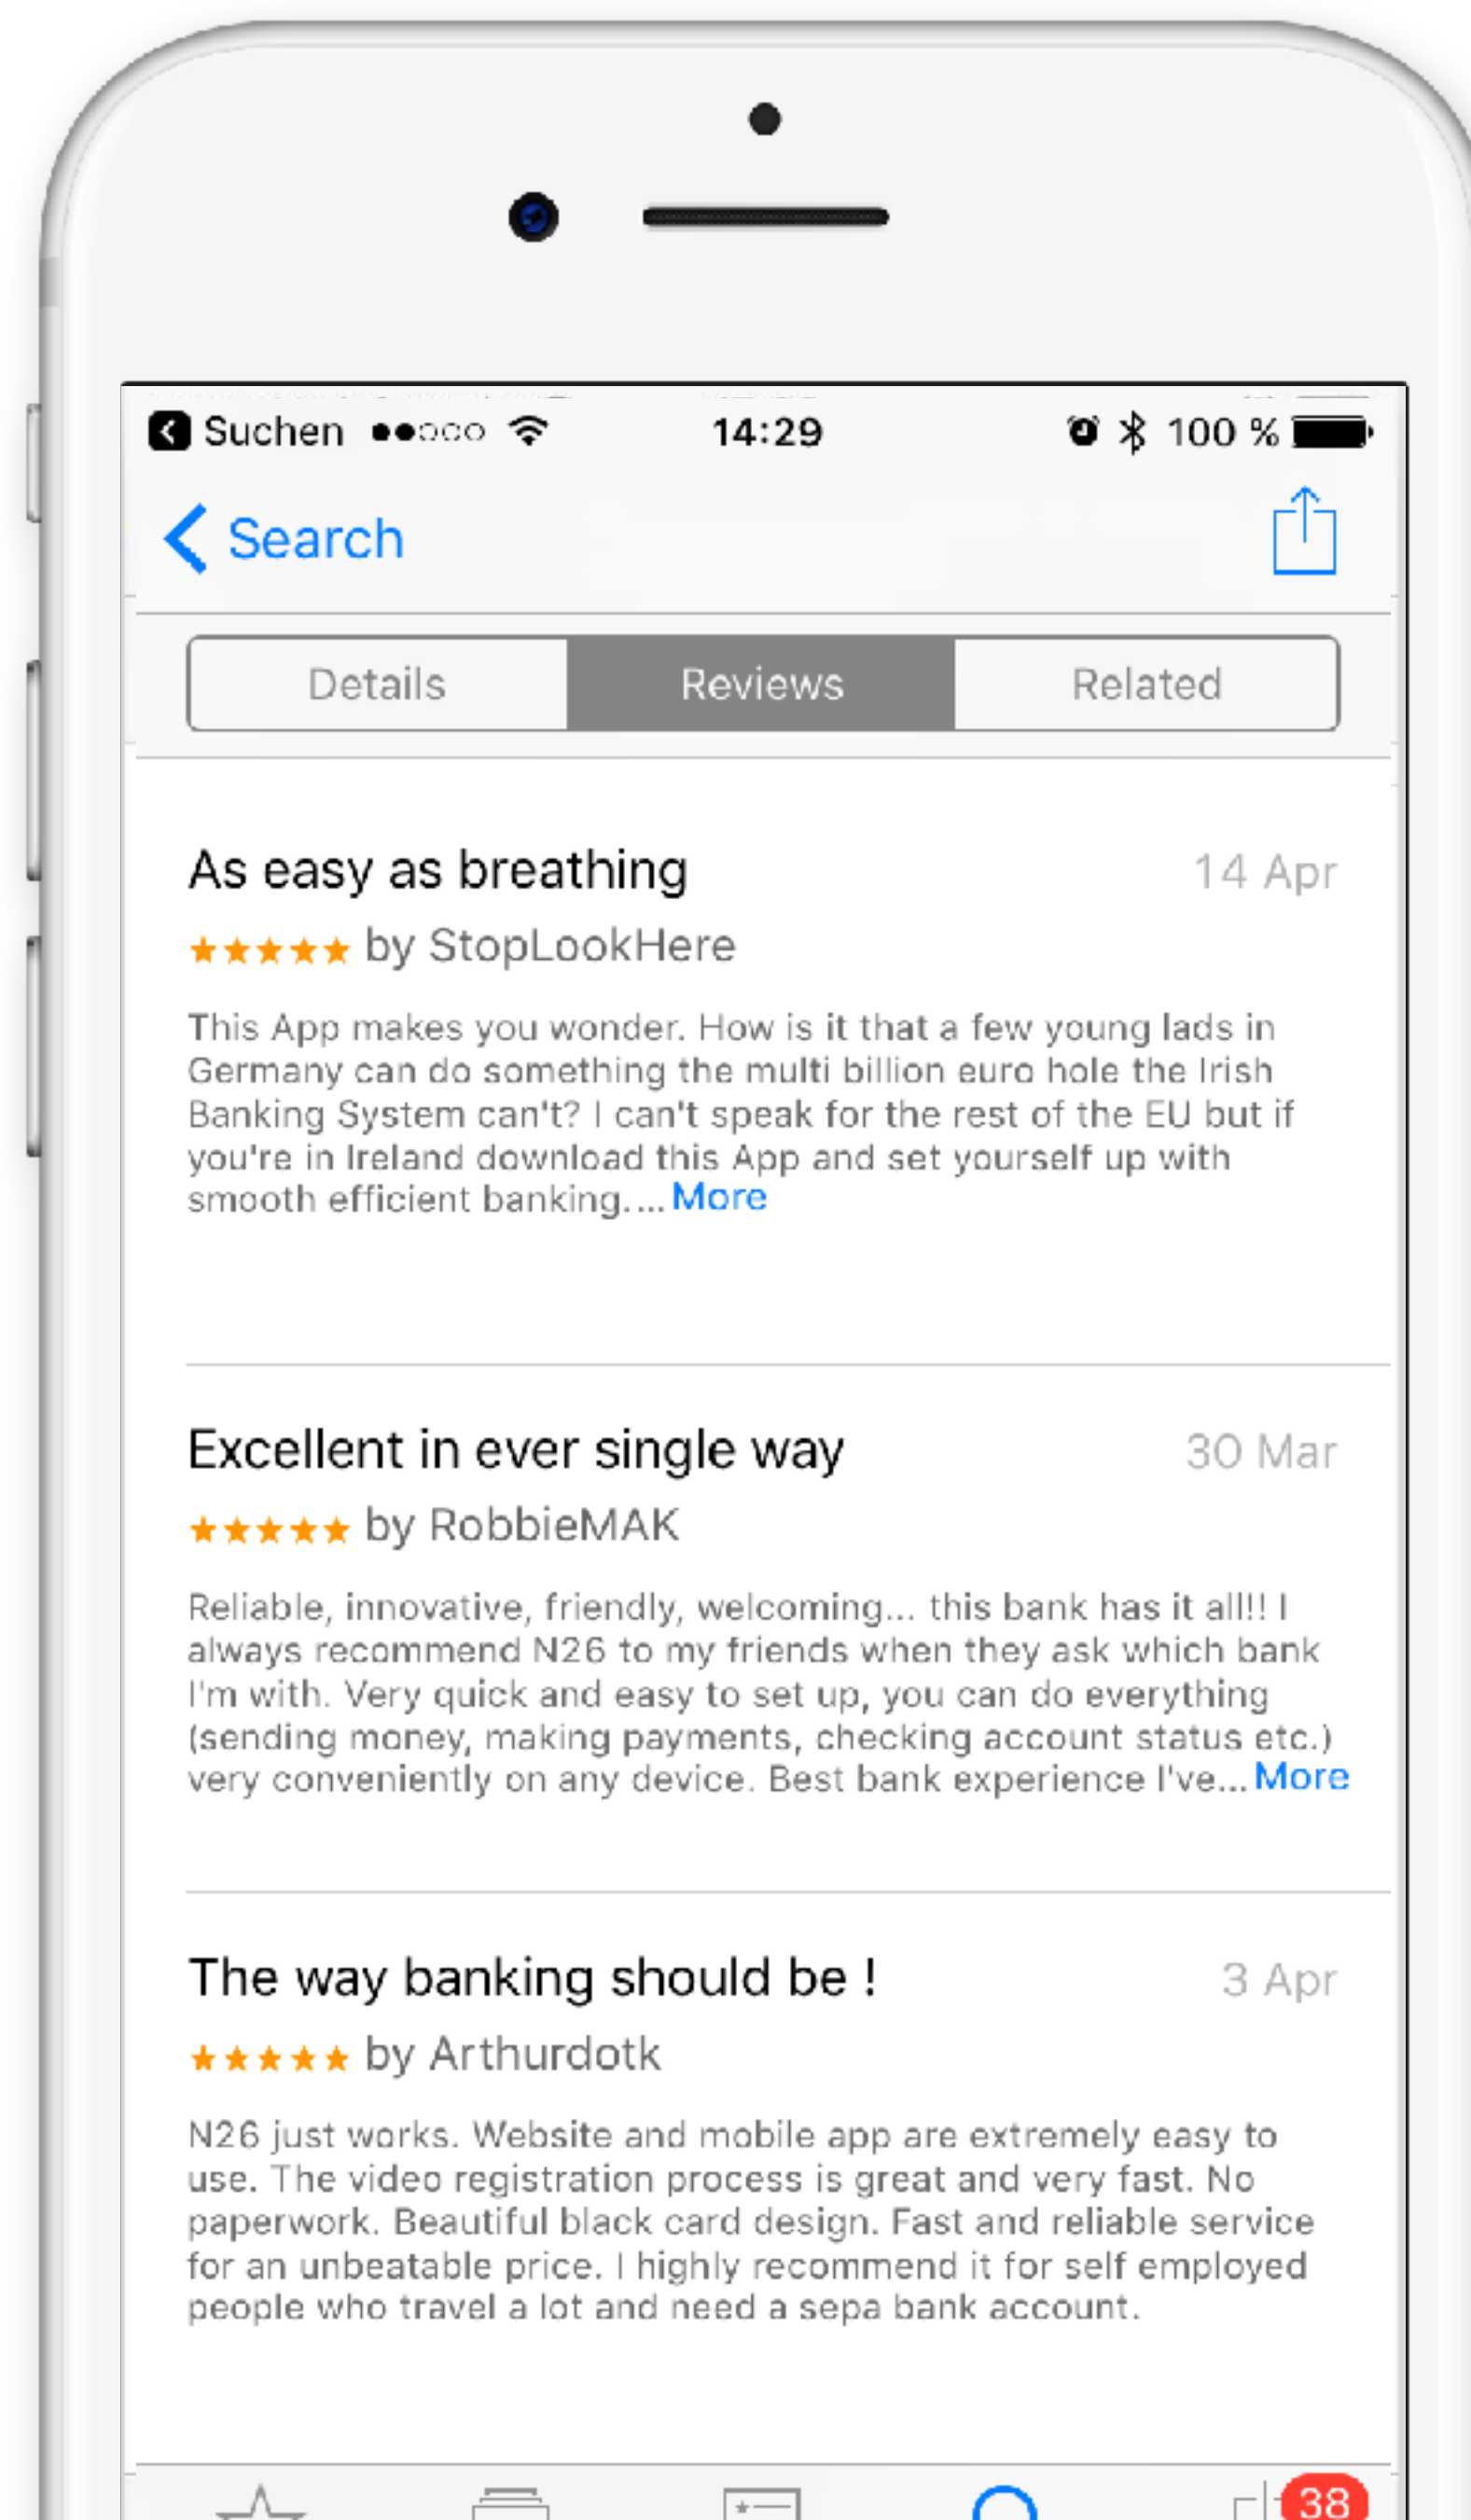 Suchen 14:29 100 %
Search
Details Reviews Related
As easy as breathing 14 Apr
by StopLookHere
This App makes you wonder. How is it that a few young lads in
Germany can do something the multi billion euro hole the Irish
Banking System can't? I can't speak for the rest of the EU but if
you're in Ireland download this App and set yourself up with
smooth efficient banking.... More
Excellent in ever single way 30 Mar
by RobbieMAK
Reliable, innovative, friendly, welcoming... this bank has it all!! I
always recommend N26 to my friends when they ask which bank
I'm with. Very quick and easy to set up, you can do everything
(sending money, making payments, checking account status etc.)
very conveniently on any device. Best bank experience I've... More
The way banking should be ! 3 Apr
by Arthurdotk
N26 just works. Website and mobile app are extremely easy to
use. The video registration process is great and very fast. No
paperwork. Beautiful black card design. Fast and reliable service
for an unbeatable price. I highly recommend it for self employed
people who travel a lot and need a sepa bank account.
38